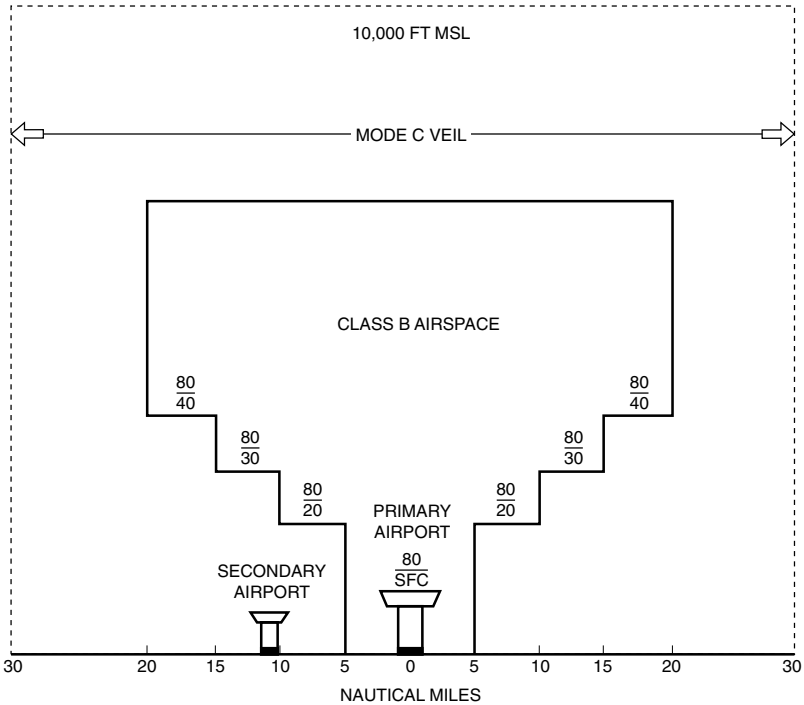 10,000 FT MSL
MODE C VEIL
CLASS B AIRSPACE
80
40
80
40
80
30
80
30
80
20
80
20
PRIMARY
AIRPORT
80
SFC
SECONDARY
AIRPORT
30 20 15 10 5 0 5 10 15 20 30
NAUTICAL MILES